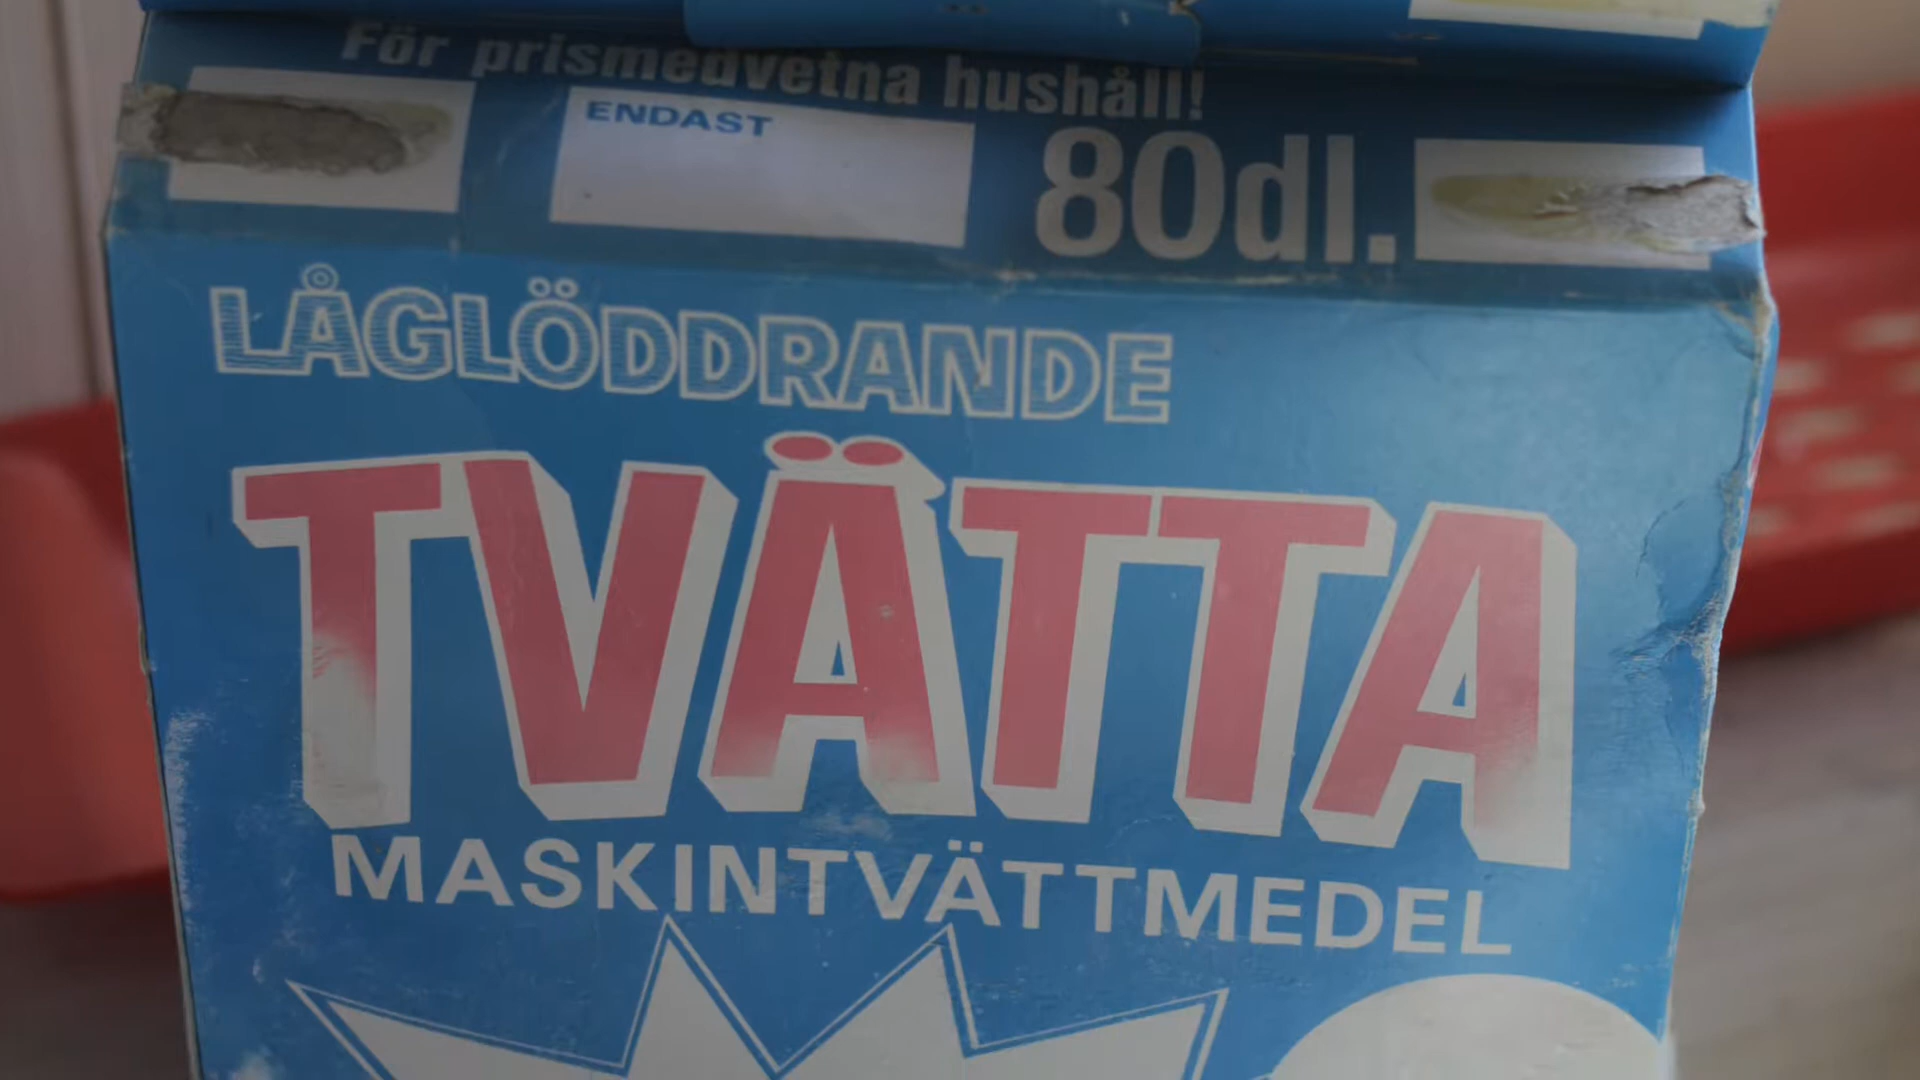 För prismedvetna hushåll!
ENDAST
80dl.
LÅGLÖDDRANDE
TVÄTTA
MASKINTVÄTTMEDEL